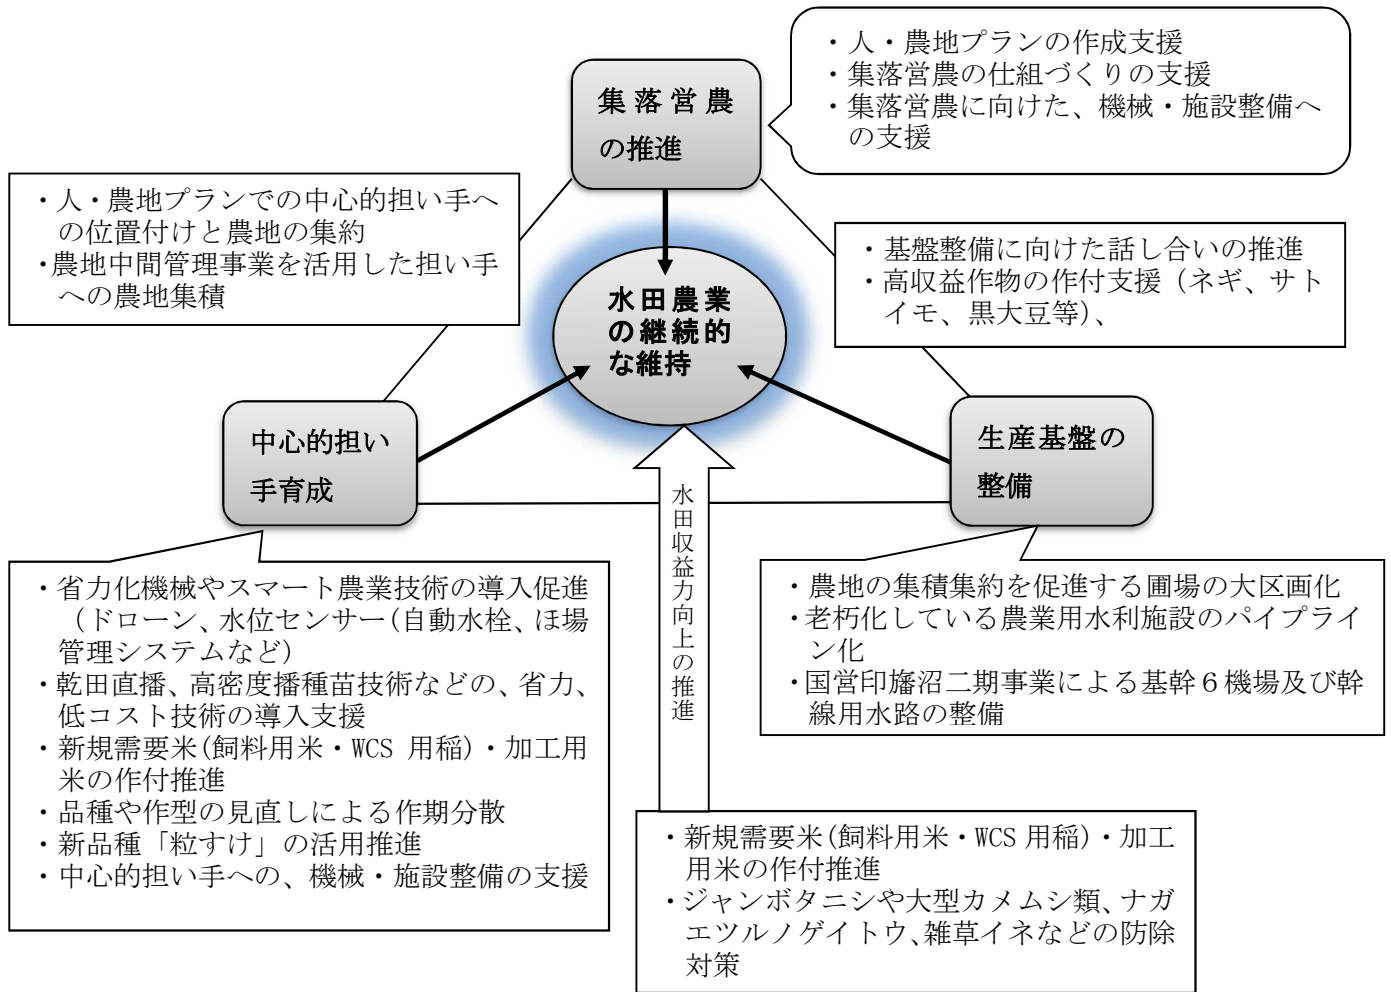 ・人・農地プランの作成支援
・集落営農の仕組づくりの支援
・集落営農に向けた、機械・施設整備へ
の支援
集落営農
の推進
・人・農地プランでの中心的担い手へ
の位置付けと農地の集約
・農地中間管理事業を活用した担い手
への農地集積
・基盤整備に向けた話し合いの推進
・高収益作物の作付支援（ネギ、サト
イモ、黒大豆等）、
水田農業
の継続的
な維持
中心的担い
手育成
生産基盤の
整備
水田収益力向上の推進
・省力化機械やスマート農業技術の導入促進
（ドローン、水位センサー(自動水栓、ほ場
管理システムなど)
・乾田直播、高密度播種苗技術などの、省力、
低コスト技術の導入支援
・新規需要米(飼料用米・WCS 用稲)・加工用
米の作付推進
・品種や作型の見直しによる作期分散
・新品種「粒すけ」の活用推進
・中心的担い手への、機械・施設整備の支援
・農地の集積集約を促進する圃場の大区画化
・老朽化している農業用水利施設のパイプライ
ン化
・国営印旛沼二期事業による基幹６機場及び幹
線用水路の整備
・新規需要米(飼料用米・WCS 用稲)・加工
用米の作付推進
・ジャンボタニシや大型カメムシ類、ナガ
エツルノゲイトウ、雑草イネなどの防除
対策